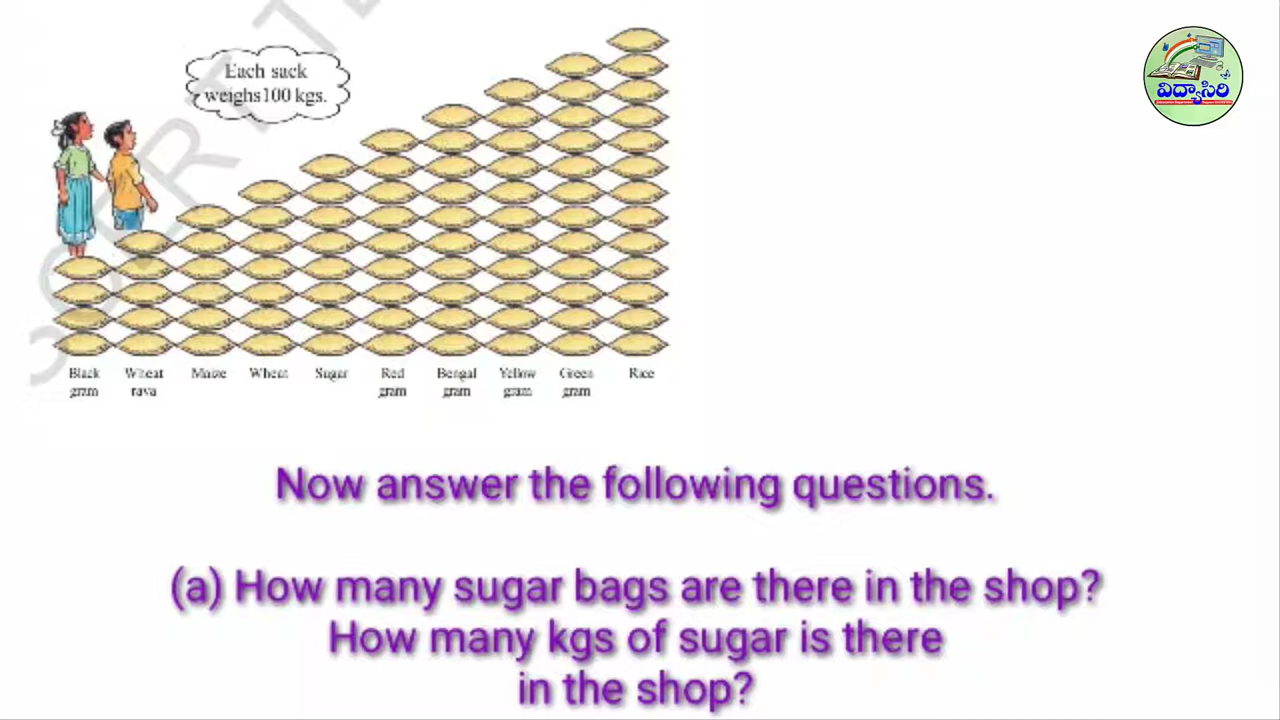 Each sack
weighs100 kgs.
Black gram
Wheat rava
Maize
Wheat
Sugar
Red gram
Bengal gram
Yellow gram
Green gram
Rice
విద్యాసిరి
Now answer the following questions.
(a) How many sugar bags are there in the shop?
How many kgs of sugar is there
in the shop?